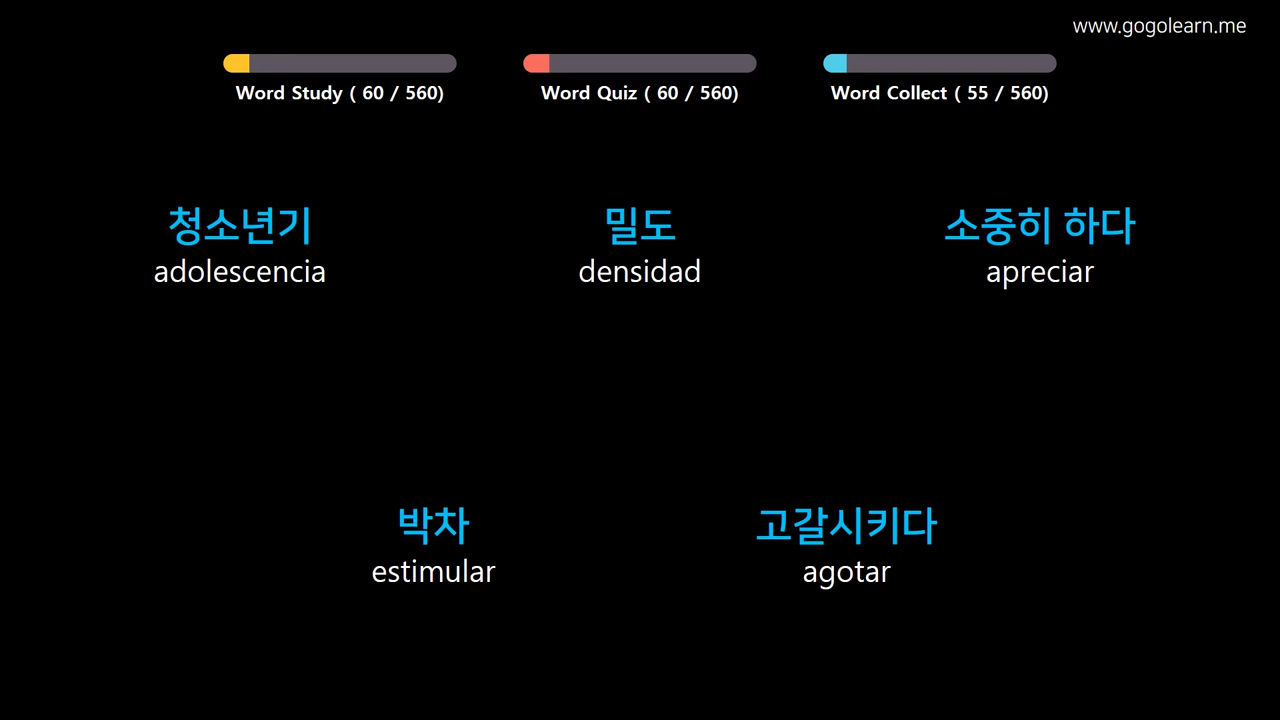 www.gogolearn.me
Word Study ( 60 / 560)
Word Quiz ( 60 / 560)
Word Collect ( 55 / 560)
청소년기
adolescencia
밀도
densidad
소중히 하다
apreciar
박차
estimular
고갈시키다
agotar